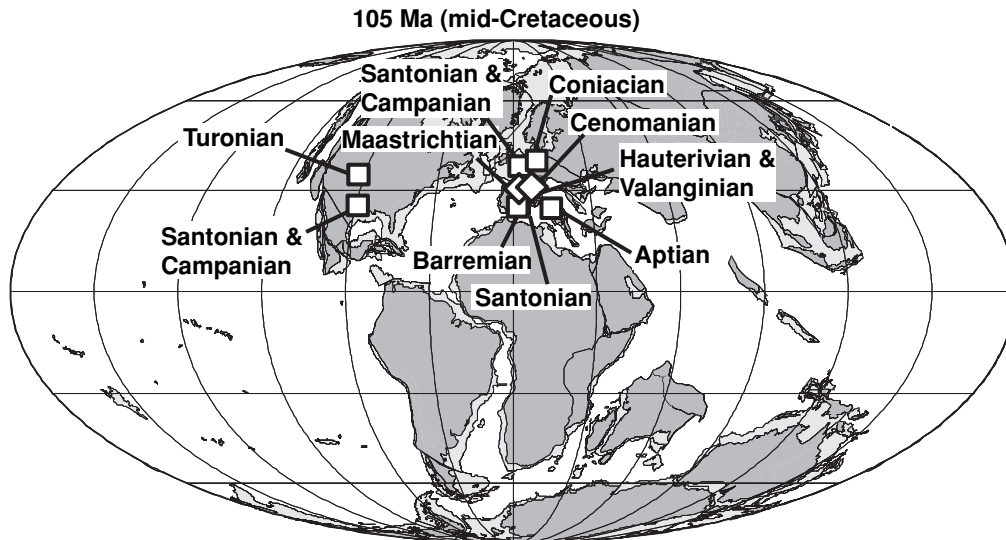 105 Ma (mid-Cretaceous)
Santonian &
Campanian
Coniacian
Cenomanian
Turonian
Maastrichtian
Hauterivian &
Valanginian
Santonian &
Campanian
Barremian
Aptian
Santonian